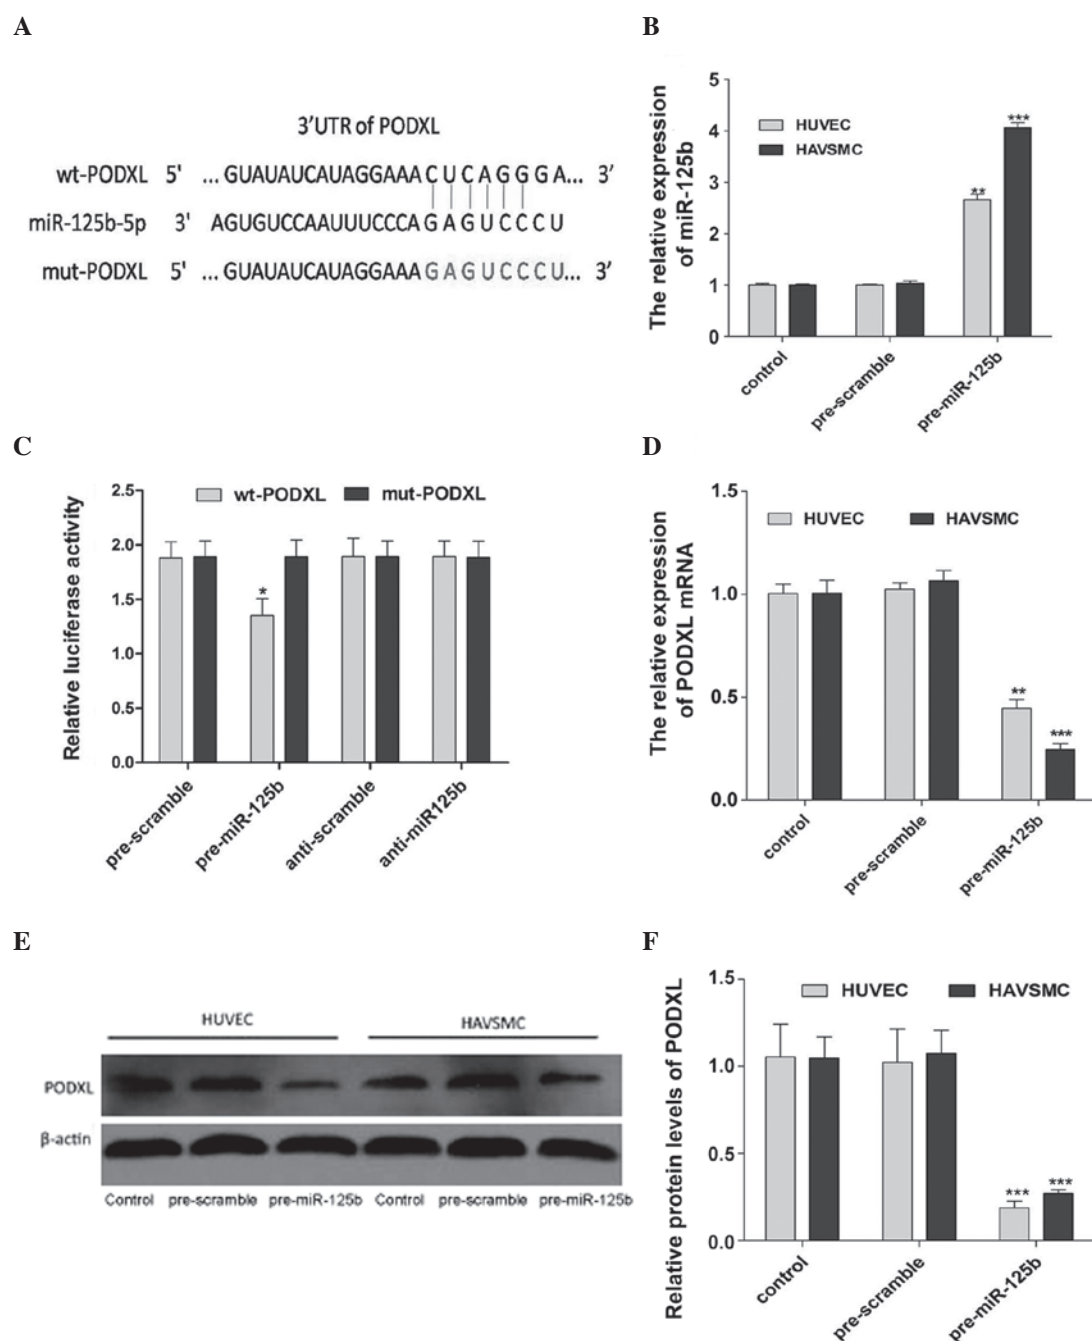 A
3'UTR of PODXL
wt-PODXL 5' ... GUAUAUCAUAGGAAA C U C A G G G A... 3'
miR-125b-5p 3' AGUGUCCAAUUUCCCA G A G U C C C U
mut-PODXL 5' ... GUAUAUCAUAGGAAA G A G U C C C U... 3'
B
The relative expression
of miR-125b
5
4
3
2
1
0
HUVEC
HAVSMC
**
***
control
pre-scramble
pre-miR-125b
C
Relative luciferase activity
2.5
2.0
1.5
1.0
0.5
0.0
wt-PODXL
mut-PODXL
*
pre-scramble
pre-miR-125b
anti-scramble
anti-miR125b
D
The relative expression
of PODXL mRNA
1.5
1.0
0.5
0.0
HUVEC
HAVSMC
**
***
control
pre-scramble
pre-miR-125b
E
HUVEC HAVSMC
PODXL
β-actin
Control pre-scramble pre-miR-125b Control pre-scramble pre-miR-125b
F
Relative protein levels of PODXL
1.5
1.0
0.5
0.0
HUVEC
HAVSMC
***
***
control
pre-scramble
pre-miR-125b